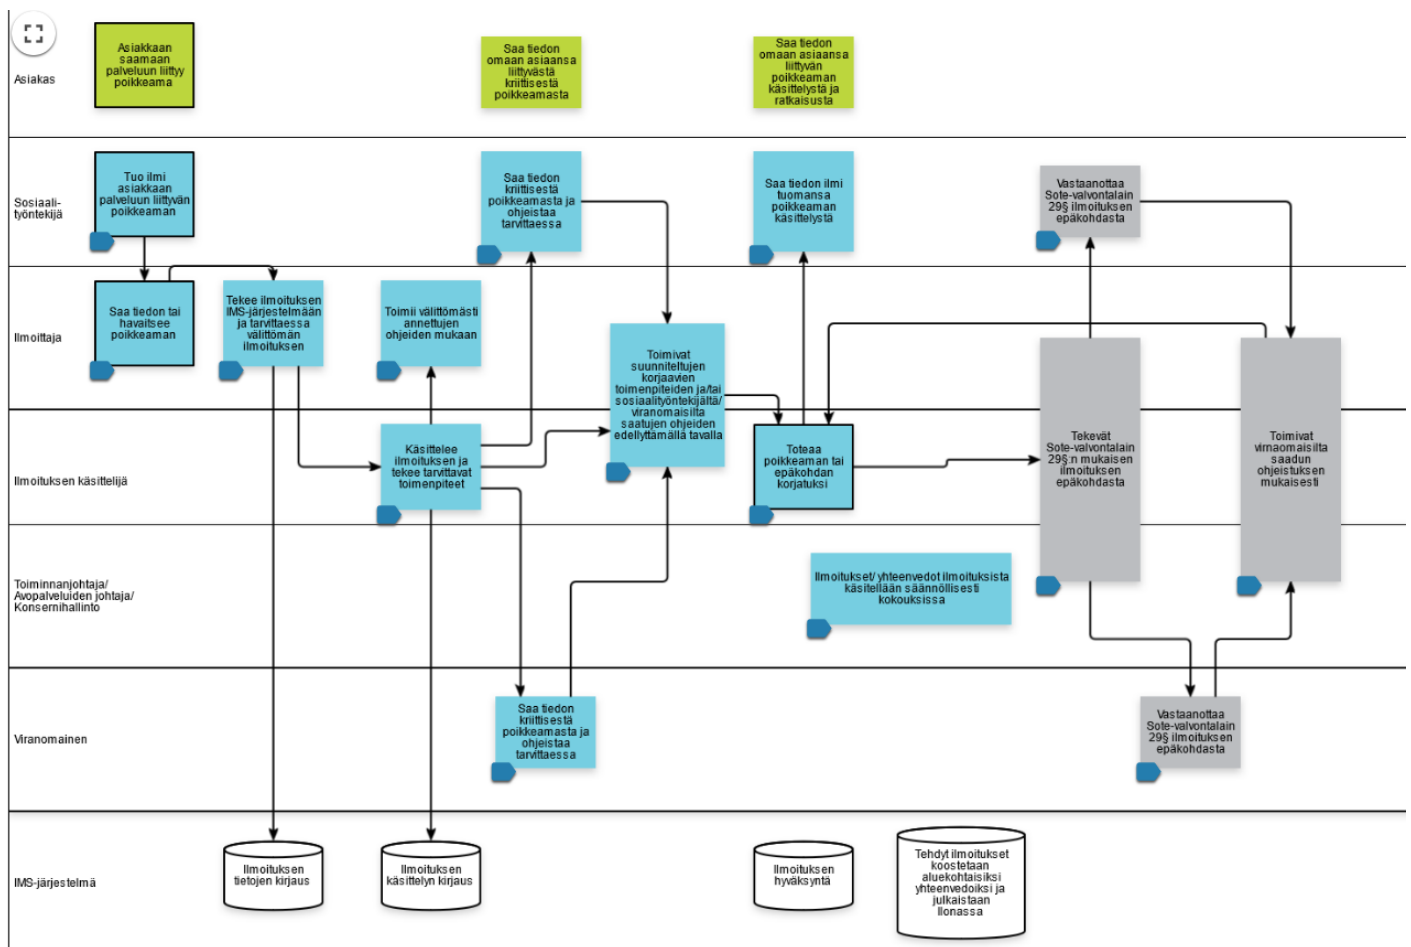 Asiakas
Asiakkaan
saamaan
palveluun liittyy
poikkeama
Saa tiedon
omaan asiaansa
liittyvästä
kriittisestä
poikkeamasta
Saa tiedon
omaan asiaansa
liittyvän
poikkeaman
käsittelystä ja
ratkaisusta
Sosiaali-
työntekijä
Tuo ilmi
asiakkaan
palveluun liittyvän
poikkeaman
Saa tiedon
kriittisestä
poikkeamasta ja
ohjeistaa
tarvittaessa
Saa tiedon ilmi
tuomansa
poikkeaman
käsittelystä
Vastaanottaa
Sote-valvontalain
29§ ilmoituksen
epäkohdasta
Ilmoittaja
Saa tiedon tai
havaitsee
poikkeaman
Tekee ilmoituksen
IMS-järjestelmään
ja tarvittaessa
välittömän
ilmoituksen
Toimii välittömästi
annettujen
ohjeiden mukaan
Toimivat
suunniteltujen
korjaavien
toimenpiteiden ja/tai
sosiaalityöntekijältä/
viranomaisilta
saatujen ohjeiden
edellyttämällä tavalla
Ilmoituksen käsittelijä
Käsittelee
ilmoituksen ja
tekee tarvittavat
toimenpiteet
Toteaa
poikkeaman tai
epäkohdan
korjatuksi
Tekevät
Sote-valvontalain
29§:n mukaisen
ilmoituksen
epäkohdasta
Toimivat
virnaomaisilta
saadun
ohjeistuksen
mukaisesti
Toiminnanjohtaja/
Avopalveluiden johtaja/
Konsernihallinto
Ilmoitukset/ yhteenvedot ilmoituksista
käsitellään säännöllisesti
kokouksissa
Viranomainen
Saa tiedon
kriittisestä
poikkeamasta ja
ohjeistaa
tarvittaessa
Vastaanottaa
Sote-valvontalain
29§ ilmoituksen
epäkohdasta
IMS-järjestelmä
Ilmoituksen
tietojen kirjaus
Ilmoituksen
käsittelyn kirjaus
Ilmoituksen
hyväksyntä
Tehdyt ilmoitukset
koostetaan
aluekohtaisiksi
yhteenvedoiksi ja
julkaistaan
Ilonassa